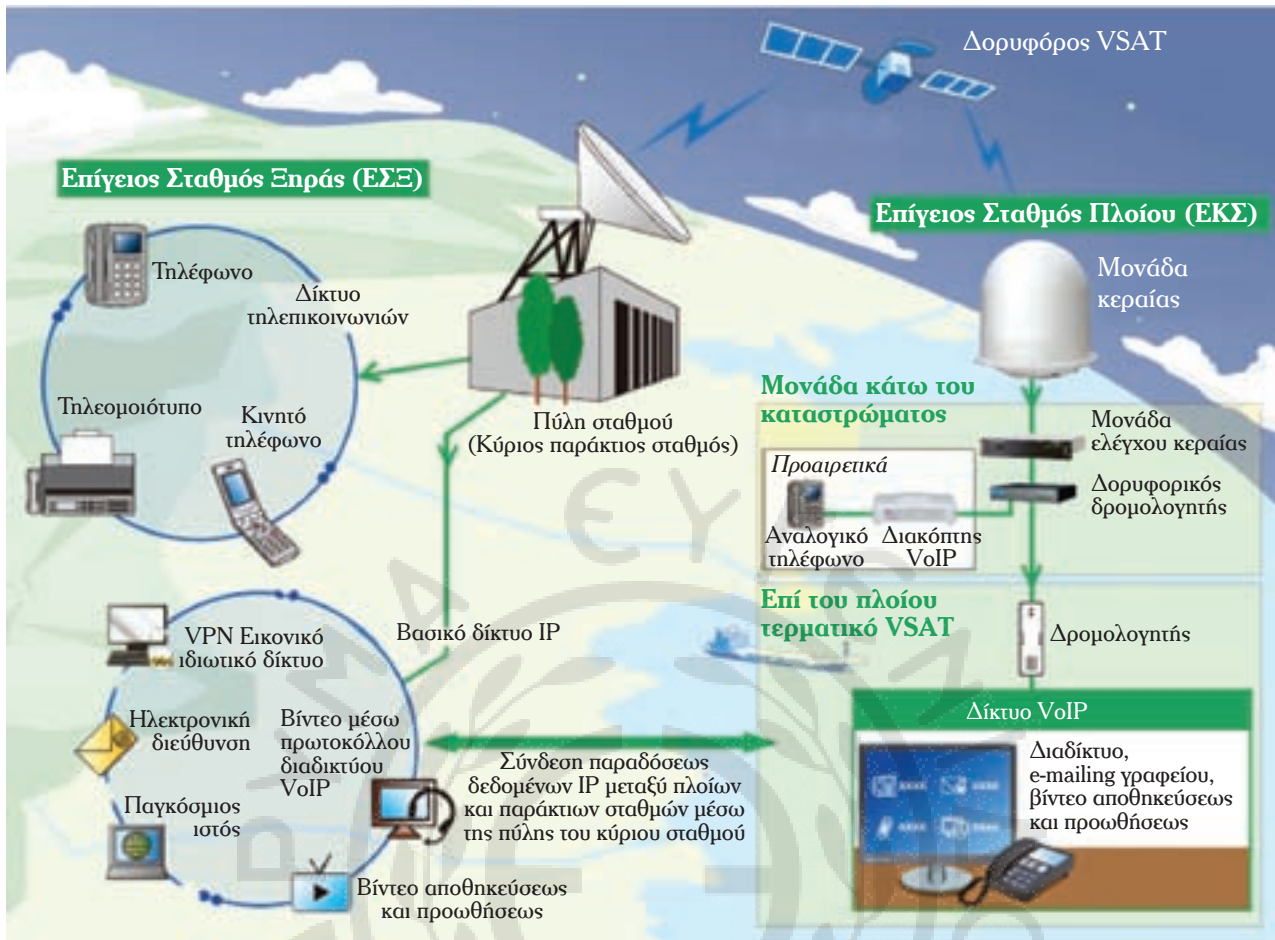 Δορυφόρος VSAT
Επίγειος Σταθμός Ξηράς (ΕΣΞ)
Τηλέφωνο
Δίκτυο
τηλεπικοινωνιών
Τηλεομοιότυπο
Κινητό
τηλέφωνο
Πύλη σταθμού
(Κύριος παράκτιος σταθμός)
Επίγειος Σταθμός Πλοίου (ΕΚΣ)
Μονάδα
κεραίας
Μονάδα κάτω του
καταστρώματος
Μονάδα
ελέγχου κεραίας
Προαιρετικά
Δορυφορικός
δρομολογητής
Αναλογικό
τηλέφωνο
Διακόπτης
VoIP
Επί του πλοίου
τερματικό VSAT
Δρομολογητής
Βασικό δίκτυο IP
VPN Εικονικό
ιδιωτικό δίκτυο
Ηλεκτρονική
διεύθυνση
Βίντεο μέσω
πρωτοκόλλου
διαδικτύου
VoIP
Παγκόσμιος
ιστός
Βίντεο αποθηκεύσεως
και προωθήσεως
Σύνδεση παραδόσεως
δεδομένων IP μεταξύ πλοίων
και παράκτιων σταθμών μέσω
της πύλης του κύριου σταθμού
Δίκτυο VoIP
Διαδίκτυο,
e-mailing γραφείου,
βίντεο αποθηκεύσεως
και προωθήσεως